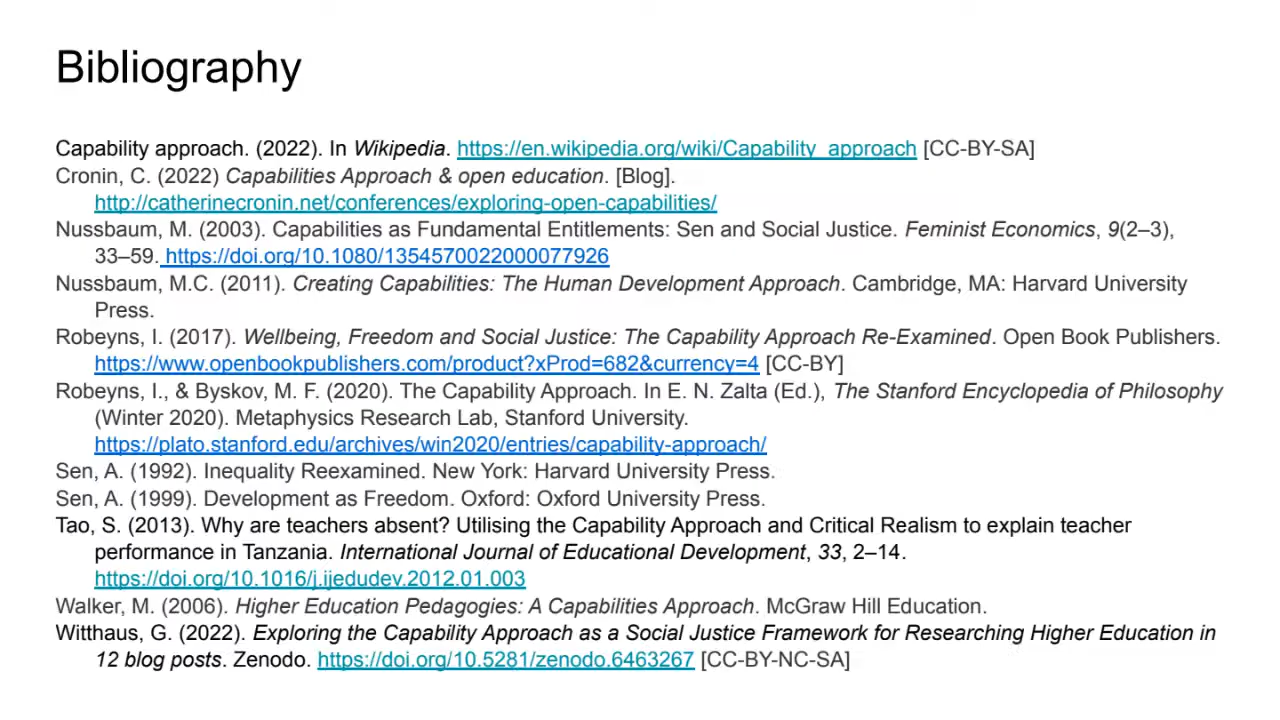 Bibliography
Capability approach. (2022). In Wikipedia. https://en.wikipedia.org/wiki/Capability_approach [CC-BY-SA]
Cronin, C. (2022) Capabilities Approach & open education. [Blog].
http://catherinecronin.net/conferences/exploring-open-capabilities/
Nussbaum, M. (2003). Capabilities as Fundamental Entitlements: Sen and Social Justice. Feminist Economics, 9(2–3),
33–59. https://doi.org/10.1080/1354570022000077926
Nussbaum, M.C. (2011). Creating Capabilities: The Human Development Approach. Cambridge, MA: Harvard University
Press.
Robeyns, I. (2017). Wellbeing, Freedom and Social Justice: The Capability Approach Re-Examined. Open Book Publishers.
https://www.openbookpublishers.com/product?xProd=682&currency=4 [CC-BY]
Robeyns, I., & Byskov, M. F. (2020). The Capability Approach. In E. N. Zalta (Ed.), The Stanford Encyclopedia of Philosophy
(Winter 2020). Metaphysics Research Lab, Stanford University.
https://plato.stanford.edu/archives/win2020/entries/capability-approach/
Sen, A. (1992). Inequality Reexamined. New York: Harvard University Press.
Sen, A. (1999). Development as Freedom. Oxford: Oxford University Press.
Tao, S. (2013). Why are teachers absent? Utilising the Capability Approach and Critical Realism to explain teacher
performance in Tanzania. International Journal of Educational Development, 33, 2–14.
https://doi.org/10.1016/j.ijedudev.2012.01.003
Walker, M. (2006). Higher Education Pedagogies: A Capabilities Approach. McGraw Hill Education.
Witthaus, G. (2022). Exploring the Capability Approach as a Social Justice Framework for Researching Higher Education in
12 blog posts. Zenodo. https://doi.org/10.5281/zenodo.6463267 [CC-BY-NC-SA]